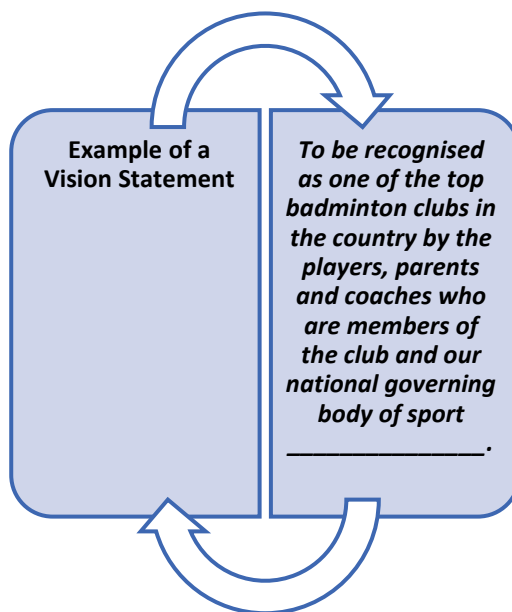 Example of a
Vision Statement
To be recognised
as one of the top
badminton clubs in
the country by the
players, parents
and coaches who
are members of
the club and our
national governing
body of sport
_______________.